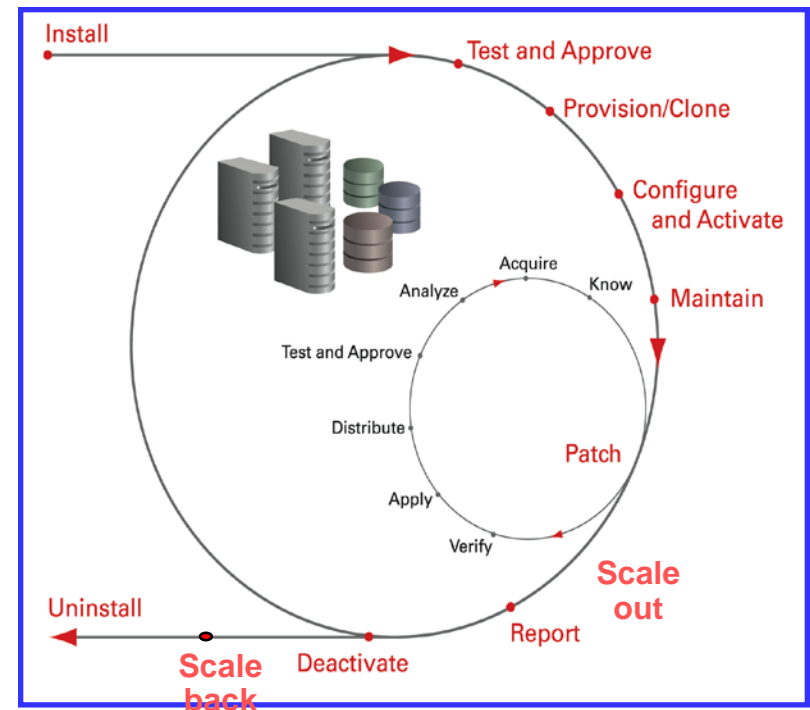 Install
Test and Approve
Provision/Clone
Configure
and Activate
Acquire
Know
Analyze
Maintain
Test and Approve
Distribute
Patch
Apply
Verify
Scale
out
Uninstall
Report
Deactivate
Scale
back